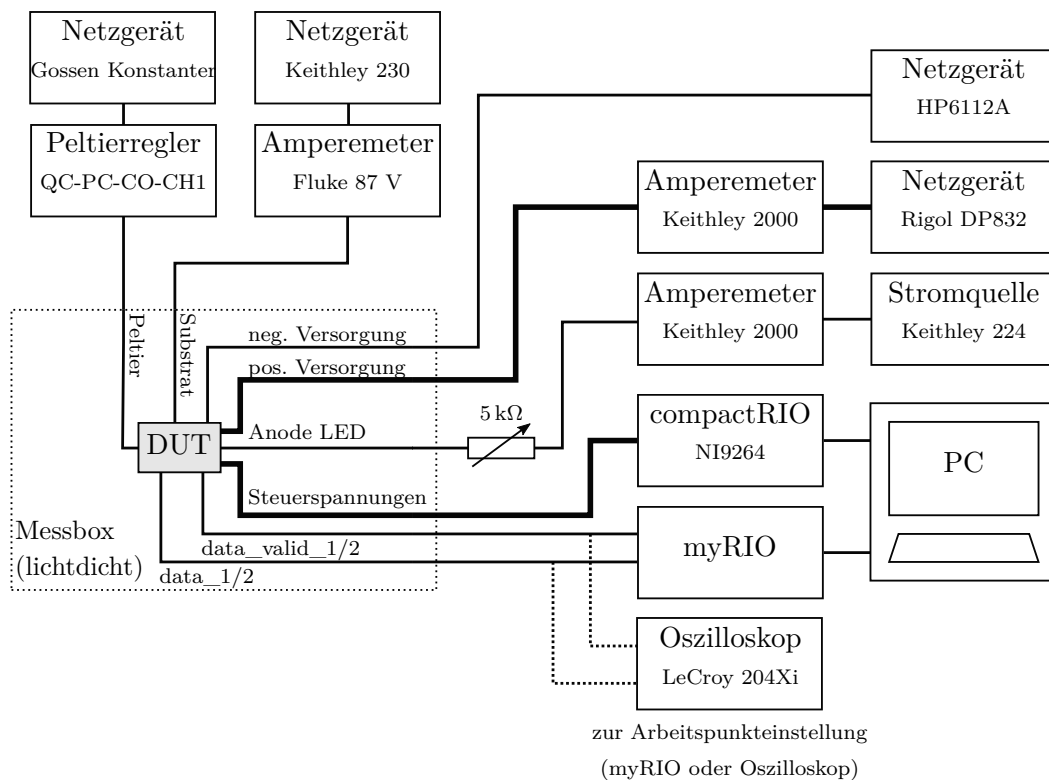 Netzgerät
Gossen Konstanter
Netzgerät
Keithley 230
Netzgerät
HP6112A
Peltierregler
QC-PC-CO-CH1
Amperemeter
Fluke 87 V
Amperemeter
Keithley 2000
Netzgerät
Rigol DP832
Amperemeter
Keithley 2000
Stromquelle
Keithley 224
Peltier
Substrat
neg. Versorgung
pos. Versorgung
DUT
Anode LED
5 kΩ
compactRIO
NI9264
PC
Steuerspannungen
Messbox
(lichtdicht)
data_valid_1/2
data_1/2
myRIO
Oszilloskop
LeCroy 204Xi
zur Arbeitspunkteinstellung
(myRIO oder Oszilloskop)